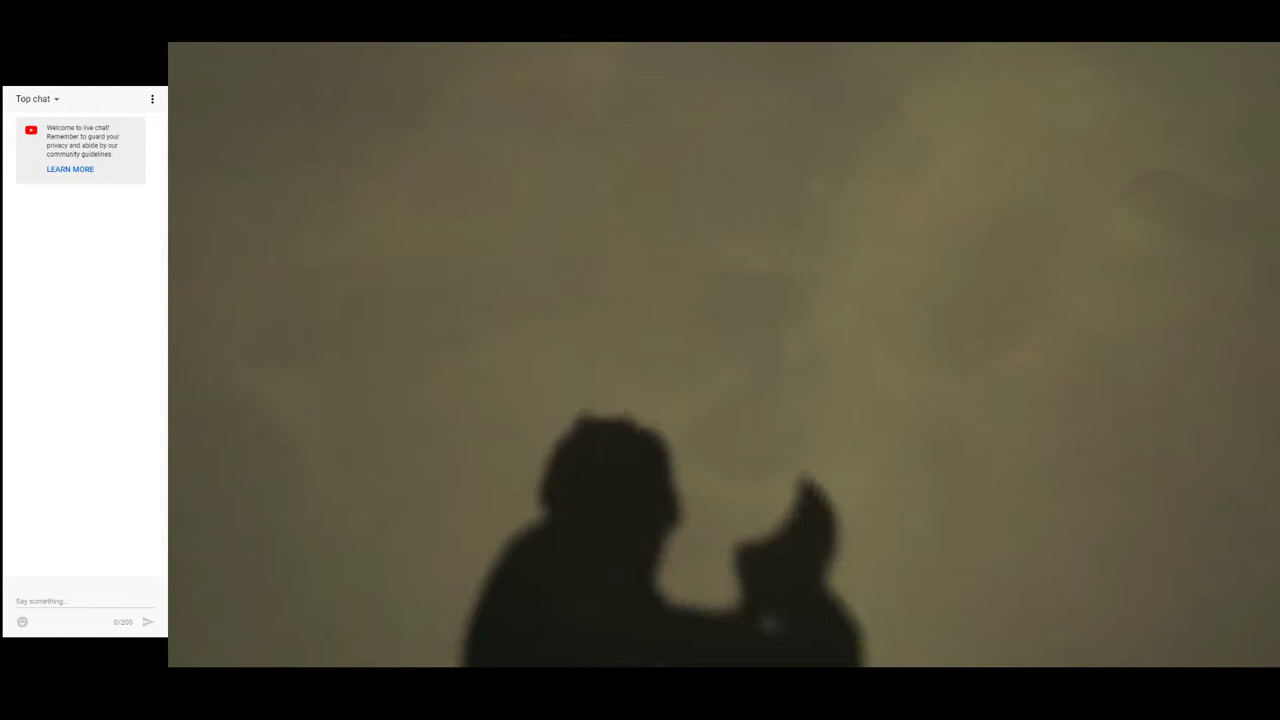 Top chat
Welcome to live chat!
Remember to guard your
privacy and abide by our
community guidelines.
LEARN MORE
Say something...
0/200